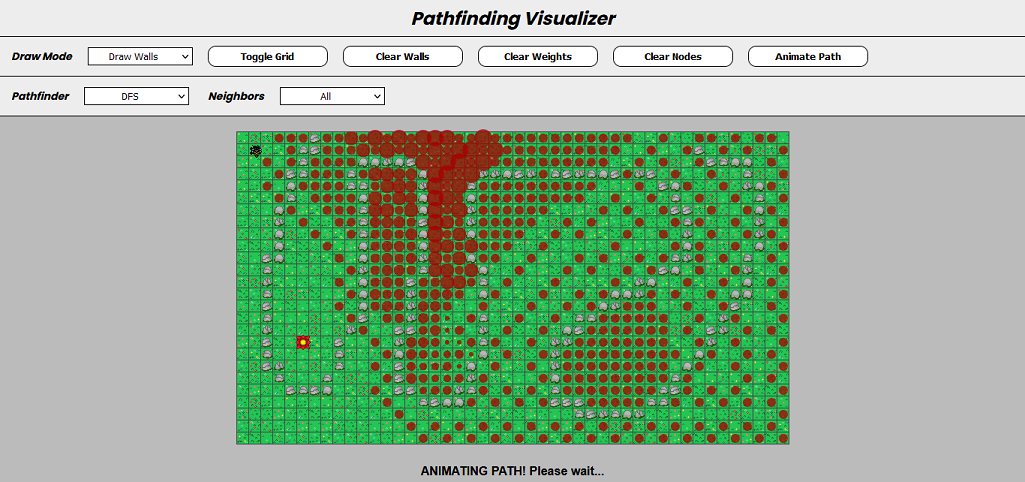 Pathfinding Visualizer
Draw Mode Draw Walls Toggle Grid Clear Walls Clear Weights Clear Nodes Animate Path
Pathfinder DFS Neighbors All
ANIMATING PATH! Please wait...